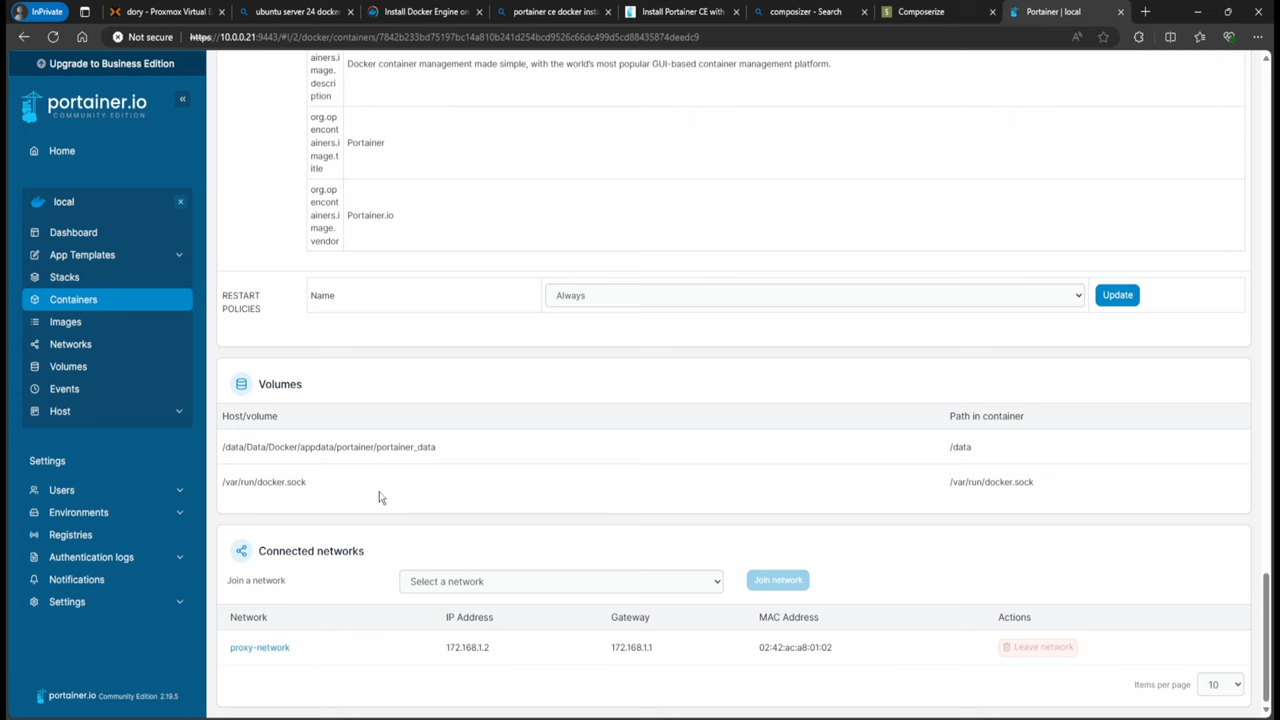 InPrivate
dory - Proxmox Virtual E
ubuntu server 24 docker
Install Docker Engine on
portainer ce docker inst
Install Portainer CE with
composizer - Search
Composerize
Portainer | local
Not secure
https://10.0.0.21:9443/#!/2/docker/containers/7842b233bd75197bc14a810b241d254bcd9526c66dc499d5cd88435874deedc9
Upgrade to Business Edition
portainer.io
COMMUNITY EDITION
Home
local
Dashboard
App Templates
Stacks
Containers
Images
Networks
Volumes
Events
Host
Settings
Users
Environments
Registries
Authentication logs
Notifications
Settings
portainer.io Community Edition 2.19.5
ainers.i
mage.
descri
ption
Docker container management made simple, with the world's most popular GUI-based container management platform.
org.op
encont
ainers.i
mage.t
itle
Portainer
org.op
encont
ainers.i
mage.
vendor
Portainer.io
RESTART
POLICIES
Name
Always
Update
Volumes
Host/volume
Path in container
/data/Data/Docker/appdata/portainer/portainer_data
/data
/var/run/docker.sock
/var/run/docker.sock
Connected networks
Join a network
Select a network
Join network
Network
IP Address
Gateway
MAC Address
Actions
proxy-network
172.168.1.2
172.168.1.1
02:42:ac:a8:01:02
Leave network
Items per page
10